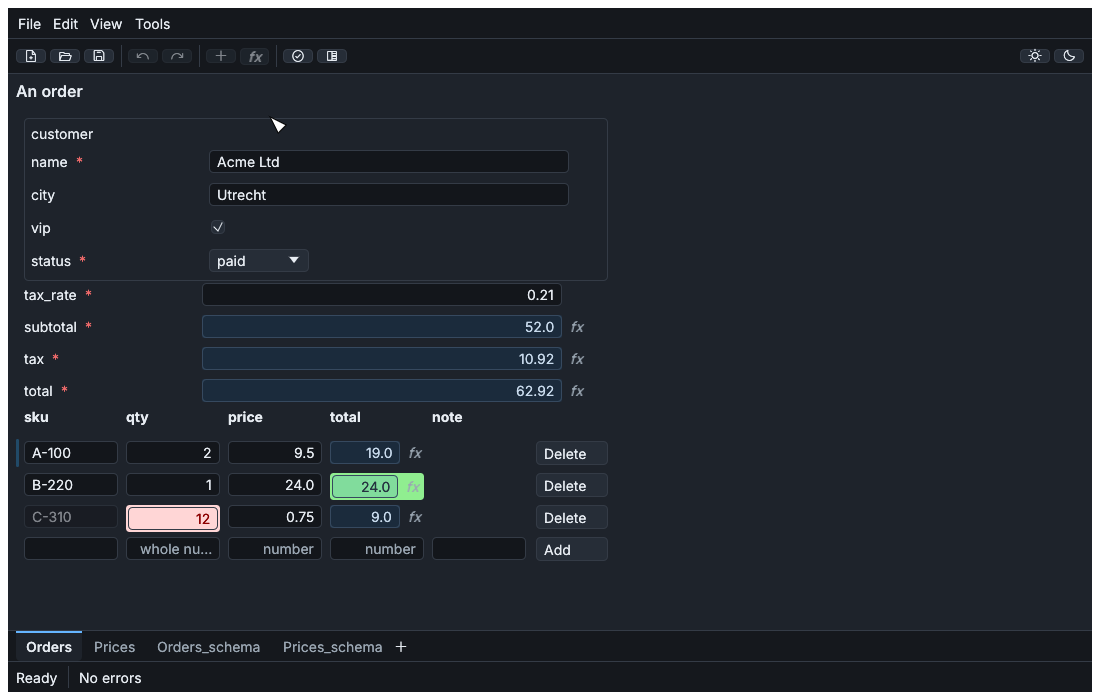 File Edit View Tools
fx
An order
customer
name * Acme Ltd
city Utrecht
vip
status * paid
tax_rate * 0.21
subtotal * 52.0 fx
tax * 10.92 fx
total * 62.92 fx
sku qty price total note
A-100 2 9.5 19.0 fx Delete
B-220 1 24.0 24.0 fx Delete
C-310 12 0.75 9.0 fx Delete
whole nu... number number Add
Orders Prices Orders_schema Prices_schema +
Ready No errors